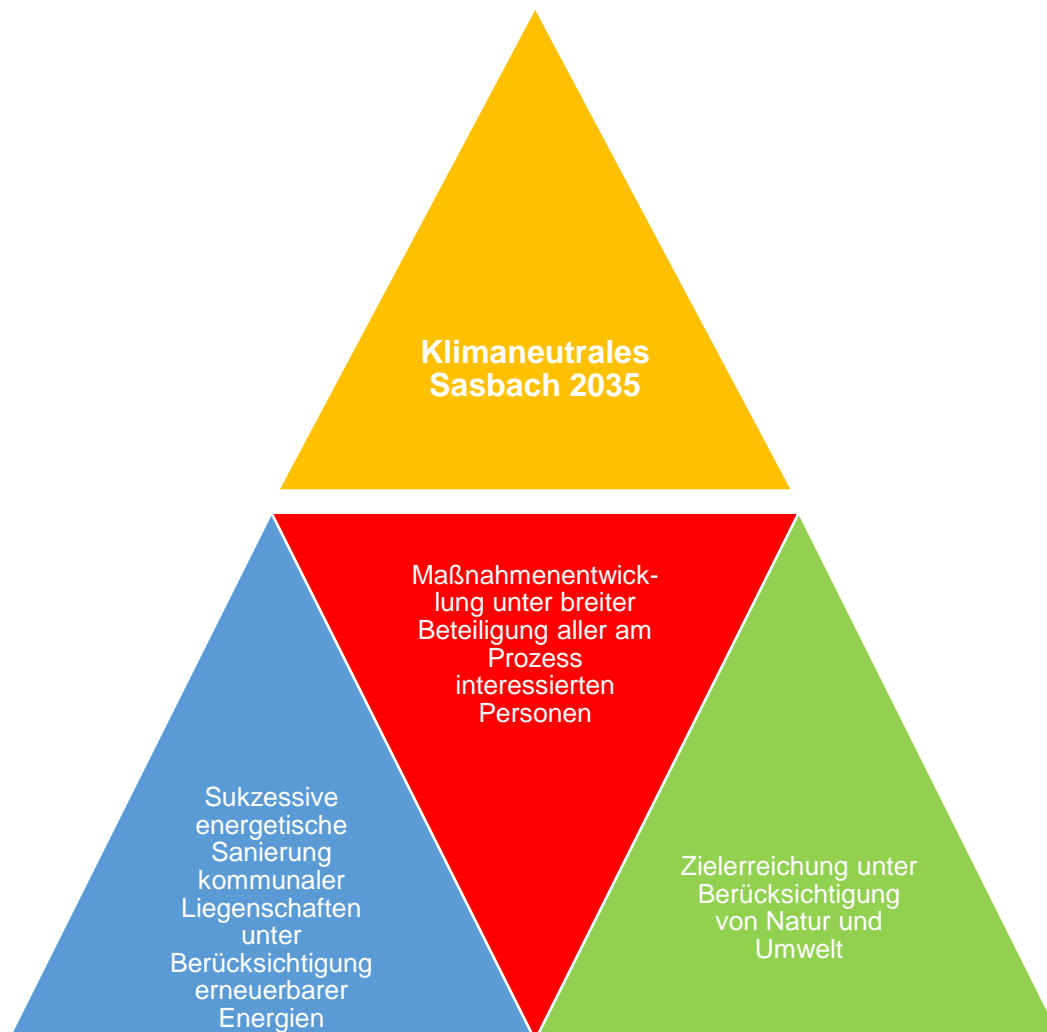 Klimaneutrales
Sasbach 2035
Maßnahmenentwick-
lung unter breiter
Beteiligung aller am
Prozess
interessierten
Personen
Sukzessive
energetische
Sanierung
kommunaler
Liegenschaften
unter
Berücksichtigung
erneuerbarer
Energien
Zielerreichung unter
Berücksichtigung
von Natur und
Umwelt